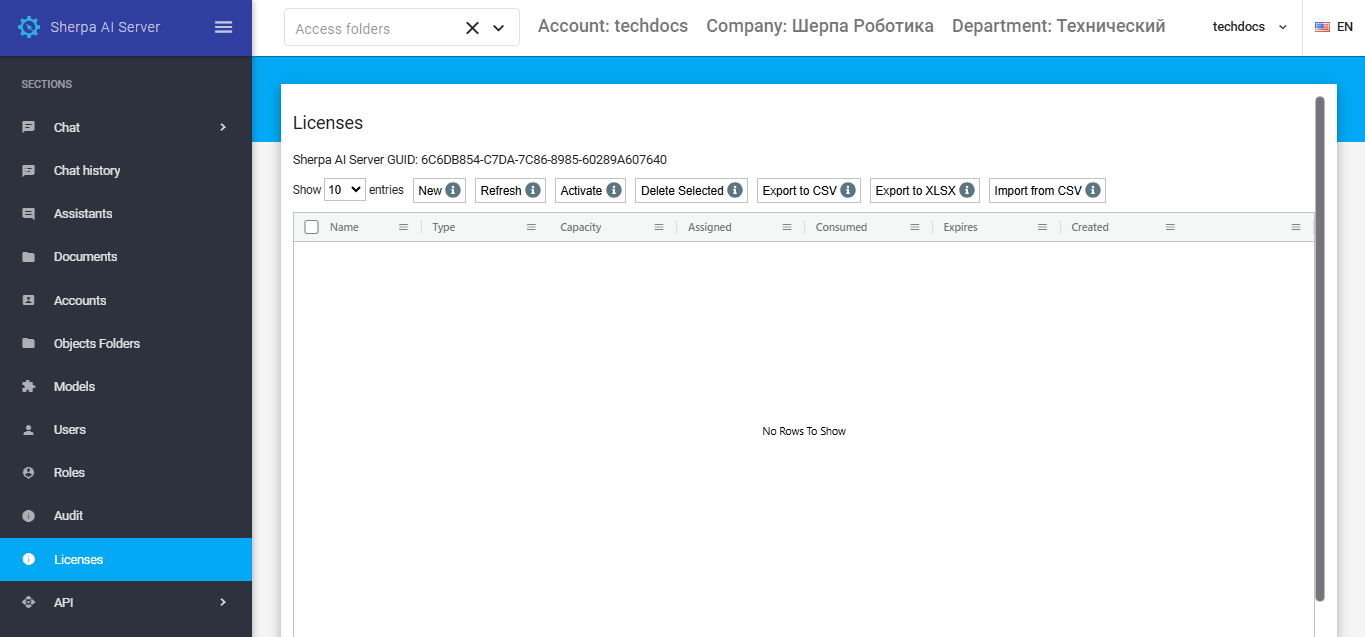 Sherpa AI Server
Access folders
Account: techdocs Company: Шерпа Роботика Department: Технический
techdocs
EN
SECTIONS
Chat
Chat history
Assistants
Documents
Accounts
Objects Folders
Models
Users
Roles
Audit
Licenses
API
Licenses
Sherpa AI Server GUID: 6C6DB854-C7DA-7C86-8985-60289A607640
Show 10 entries New Refresh Activate Delete Selected Export to CSV Export to XLSX Import from CSV
Name Type Capacity Assigned Consumed Expires Created
No Rows To Show